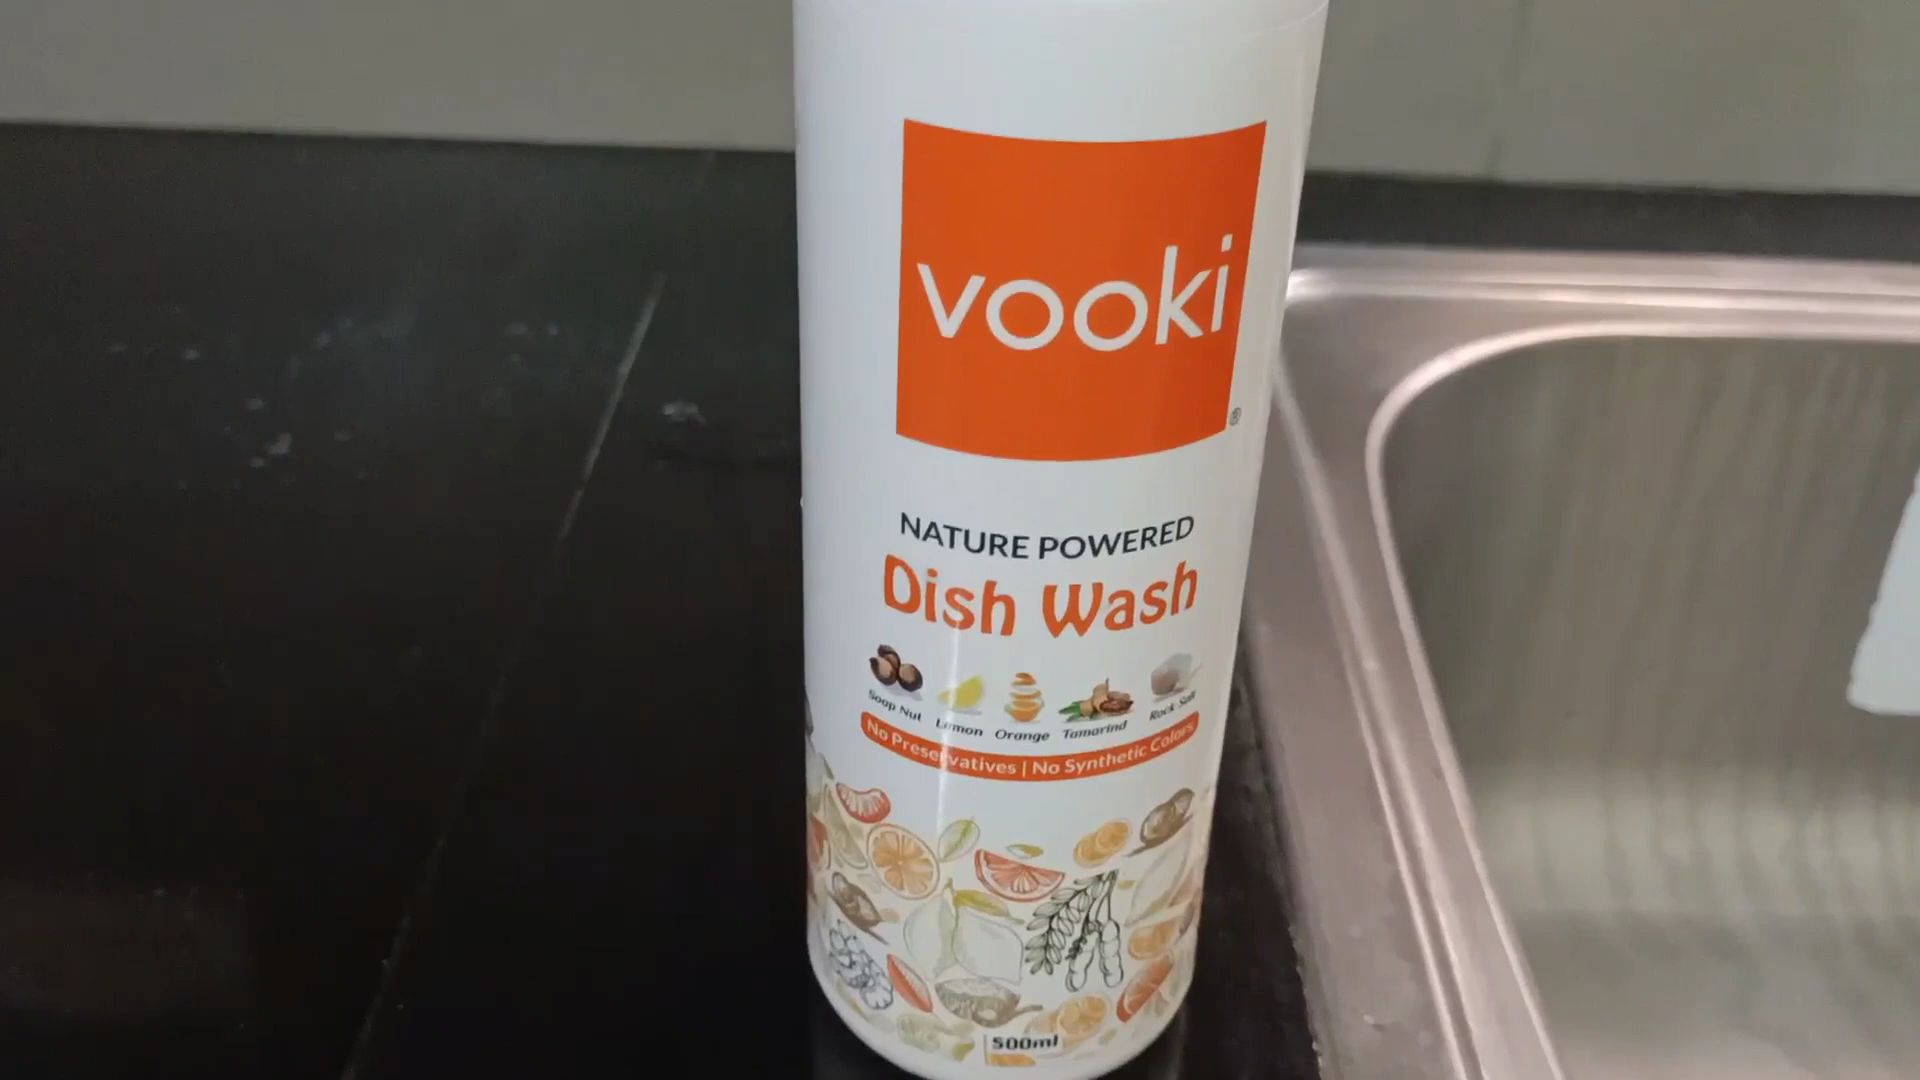 vooki
®
NATURE POWERED
Dish Wash
Soap Nut Lemon Orange Tamarind Rock Salt
No Preservatives | No Synthetic Colors
500ml